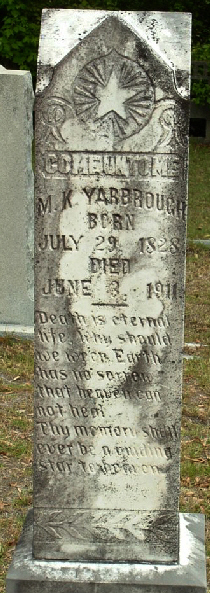 COME UNTO ME
M. K. YARBROUGH
BORN
JULY 29, 1828
DIED
JUNE 3, 1911
Death is eternal
life, Why should
we weep. Earth
has no sorrow
that heaven can
not heal.
Thy memory shall
ever be a guiding
star to heaven.